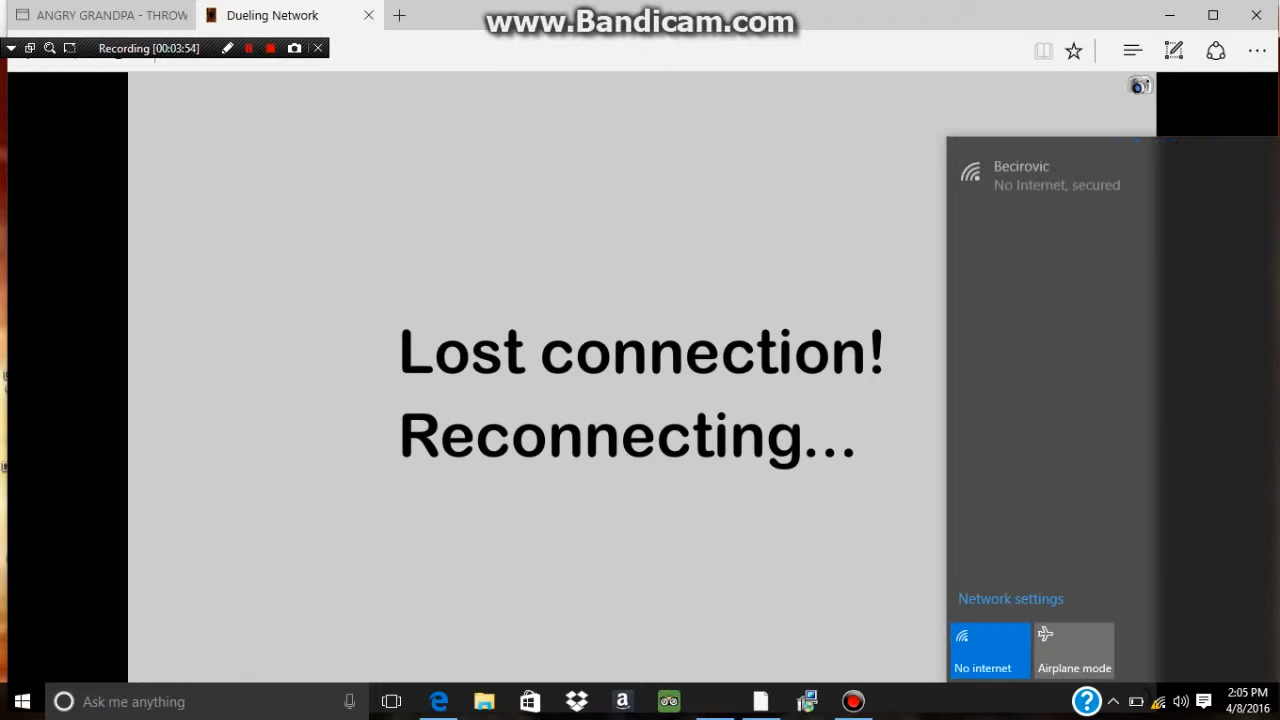 ANGRY GRANDPA - THROW
Dueling Network
www.Bandicam.com
Recording [00:03:54]
Becirovic
No Internet, secured
Lost connection!
Reconnecting...
Network settings
No internet
Airplane mode
Ask me anything
2:05 PM
4/8/2016